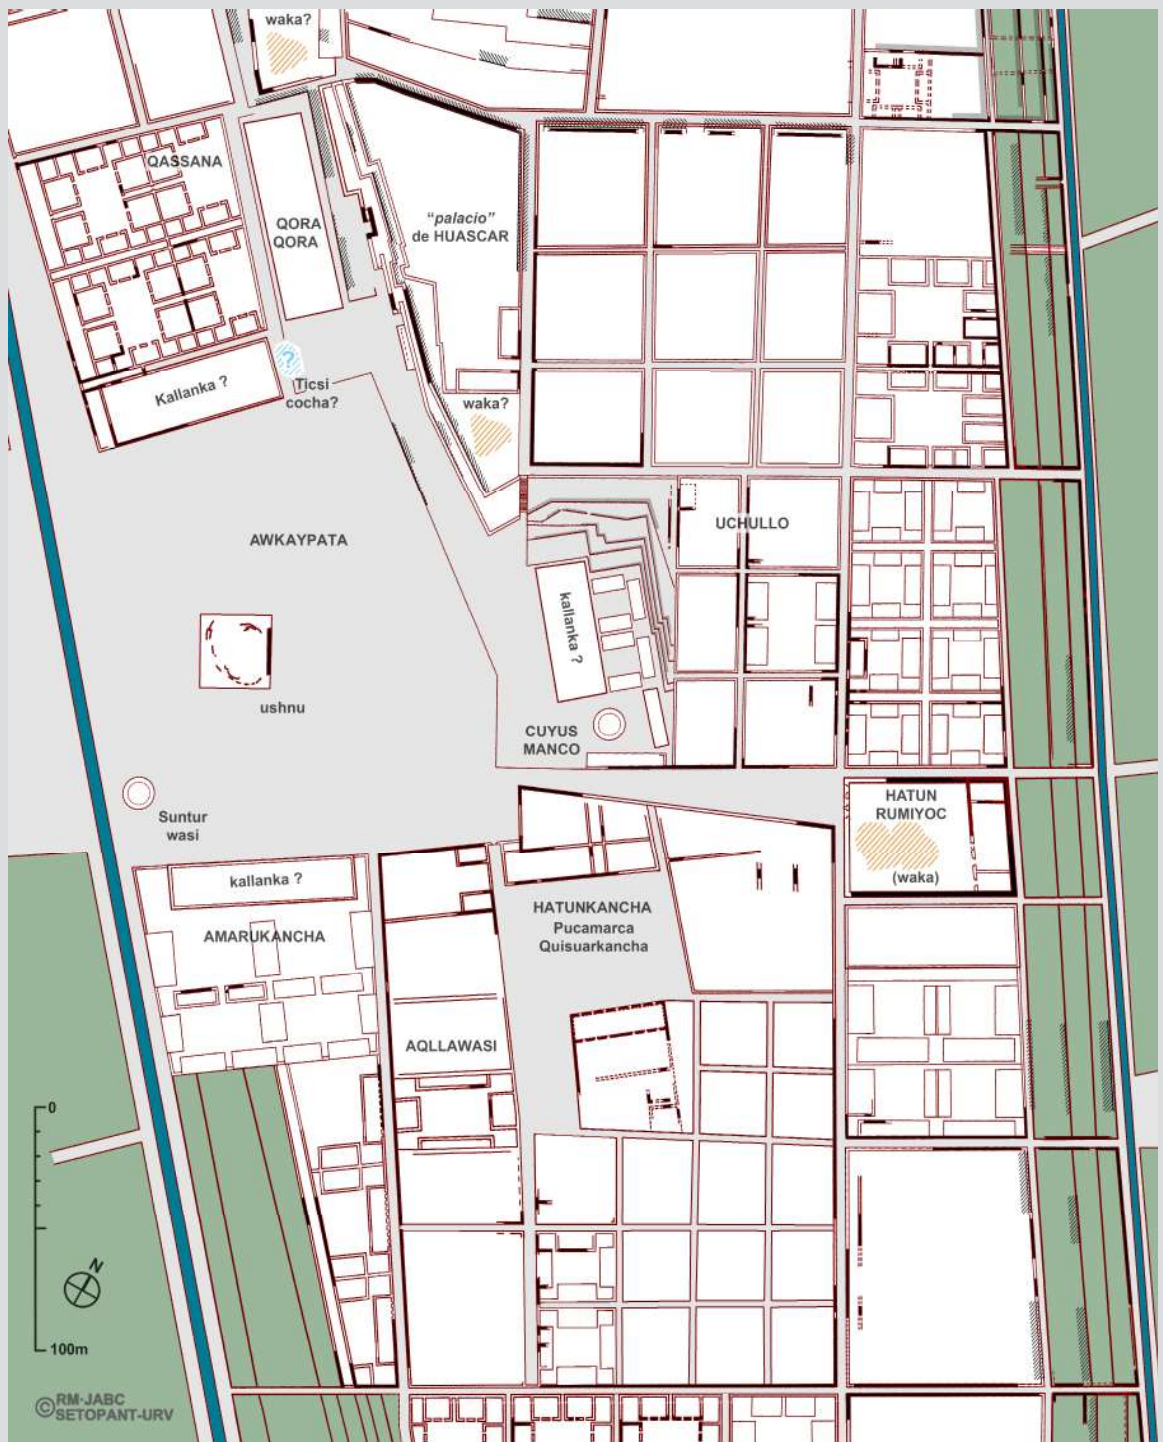 waka?
QASSANA
QORA
QORA
“palacio”
de HUASCAR
Kallanka ?
?
Ticsi
cocha?
waka?
AWKAYPATA
UCHULLO
kallanka ?
ushnu
CUYUS
MANCO
Suntur
wasi
HATUN
RUMIYOC
(waka)
kallanka ?
AMARUKANCHA
HATUNKANCHA
Pucamarca
Quisuarkancha
AQLLAWASI
0
N
100m
©RM-JABC
SETOPANT-URV